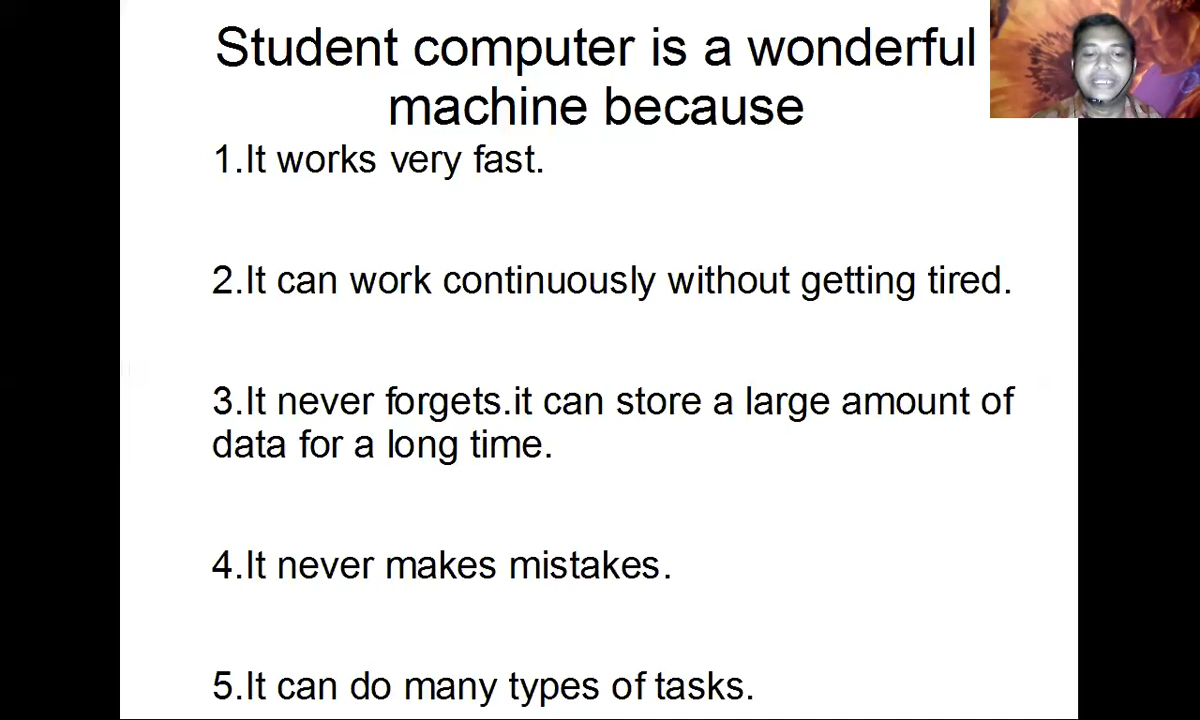 Student computer is a wonderful
machine because
1.It works very fast.
2.It can work continuously without getting tired.
3.It never forgets.it can store a large amount of
data for a long time.
4.It never makes mistakes.
5.It can do many types of tasks.